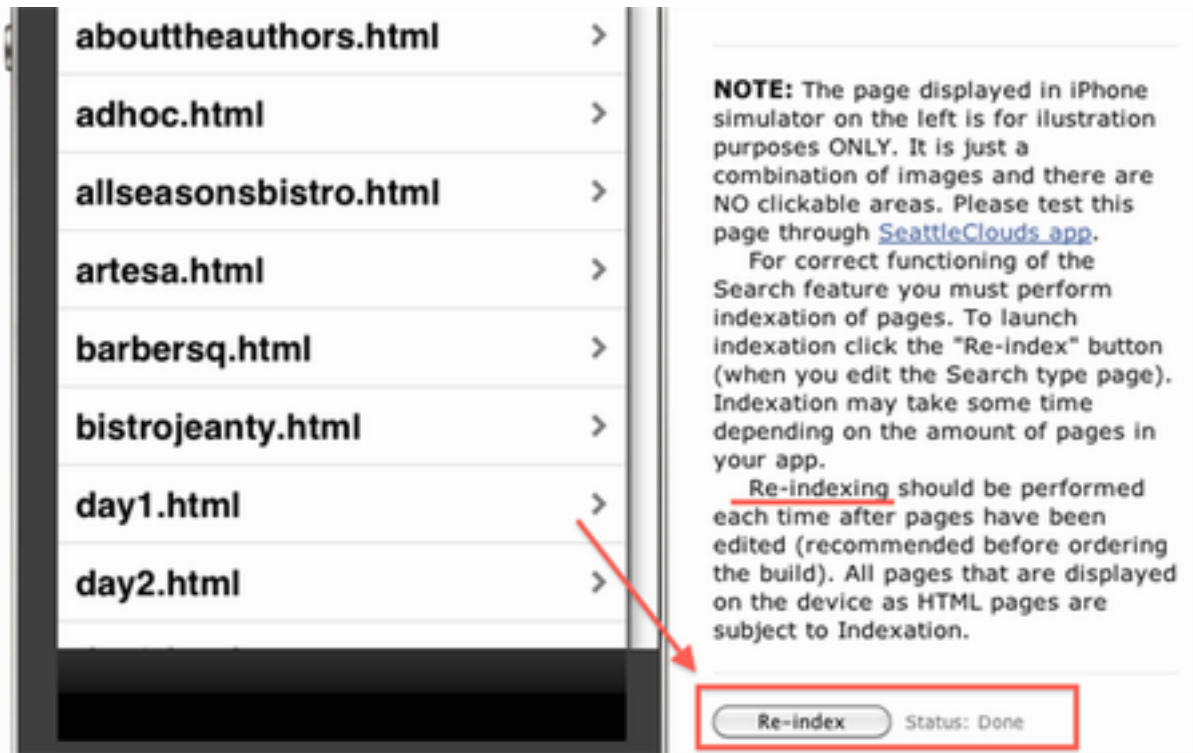 abouttheauthors.html
adhoc.html
allseasonsbistro.html
artesa.html
barbersq.html
bistrojeanty.html
day1.html
day2.html
NOTE: The page displayed in iPhone
simulator on the left is for ilustration
purposes ONLY. It is just a
combination of images and there are
NO clickable areas. Please test this
page through SeattleClouds app.
For correct functioning of the
Search feature you must perform
indexation of pages. To launch
indexation click the "Re-index" button
(when you edit the Search type page).
Indexation may take some time
depending on the amount of pages in
your app.
Re-indexing should be performed
each time after pages have been
edited (recommended before ordering
the build). All pages that are displayed
on the device as HTML pages are
subject to Indexation.
Re-index Status: Done